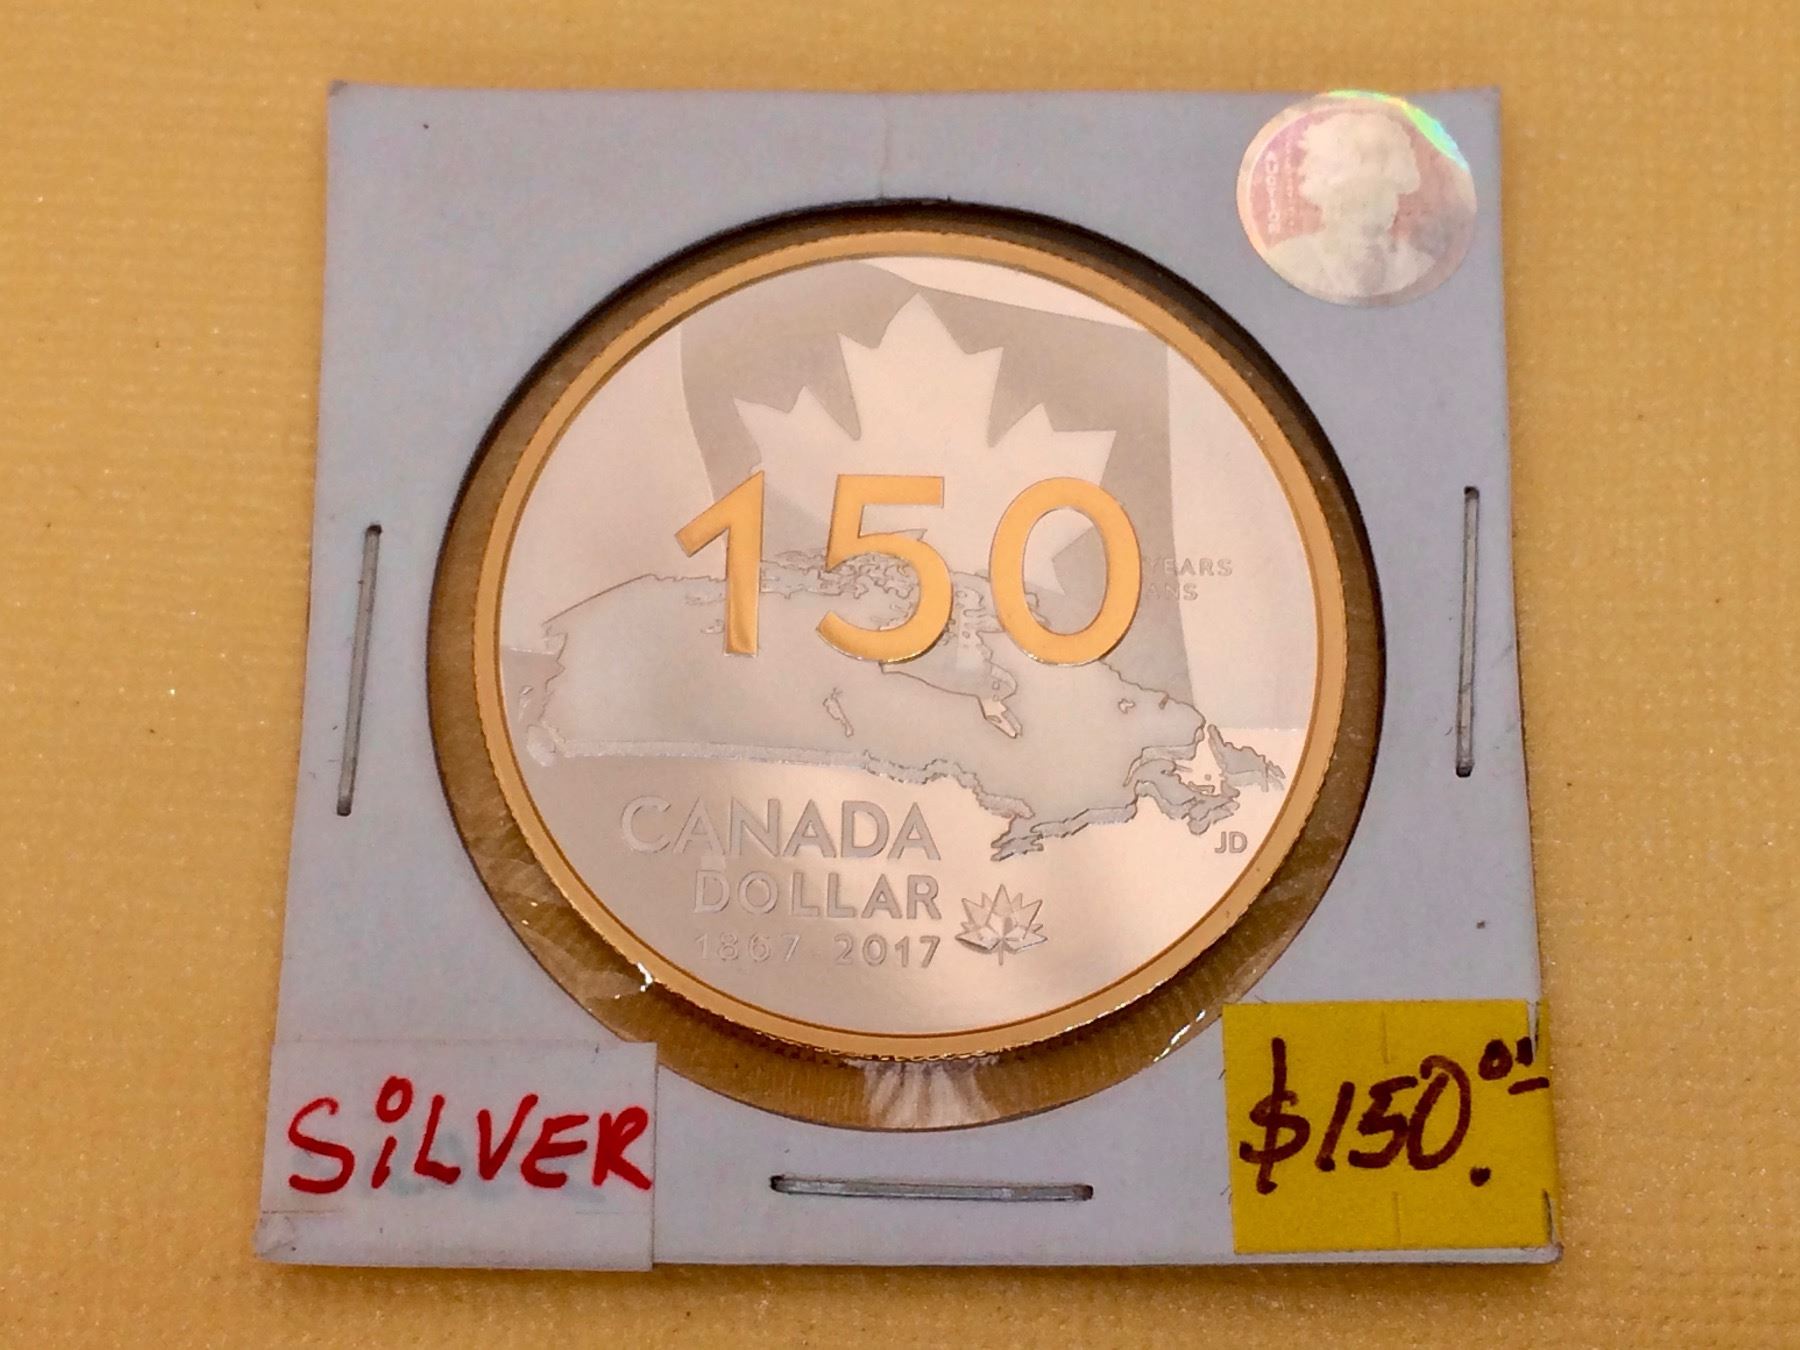 150
YEARS
ANS
CANADA
DOLLAR
1867 - 2017
JD
SiLVER
$150.00